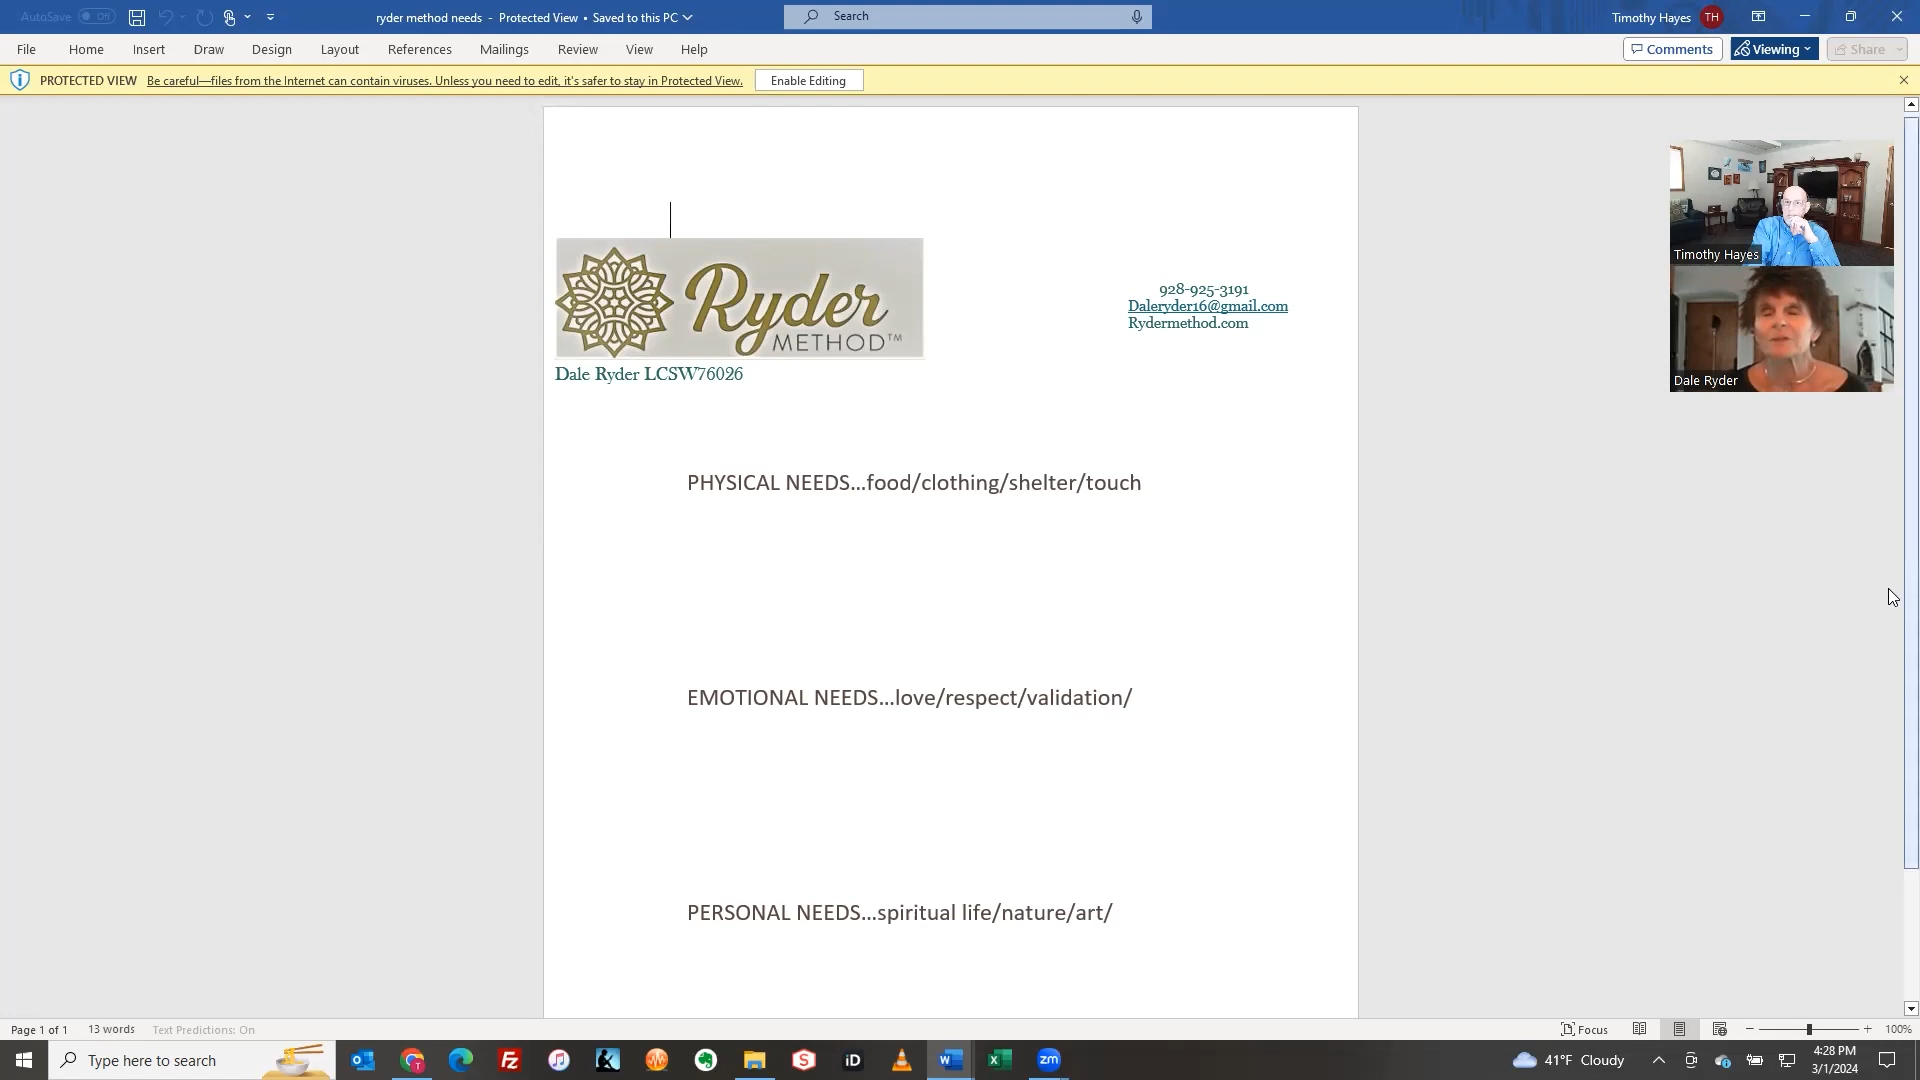 AutoSave Off ryder method needs - Protected View • Saved to this PC Search Timothy Hayes TH
File Home Insert Draw Design Layout References Mailings Review View Help Comments Viewing Share
PROTECTED VIEW Be careful—files from the Internet can contain viruses. Unless you need to edit, it's safer to stay in Protected View. Enable Editing
Ryder
METHOD™
928-925-3191
Daleryder16@gmail.com
Rydermethod.com
Dale Ryder LCSW76026
Timothy Hayes
Dale Ryder
PHYSICAL NEEDS...food/clothing/shelter/touch
EMOTIONAL NEEDS...love/respect/validation/
PERSONAL NEEDS...spiritual life/nature/art/
Page 1 of 1 13 words Text Predictions: On Focus 100%
Type here to search 41°F Cloudy 4:28 PM
3/1/2024